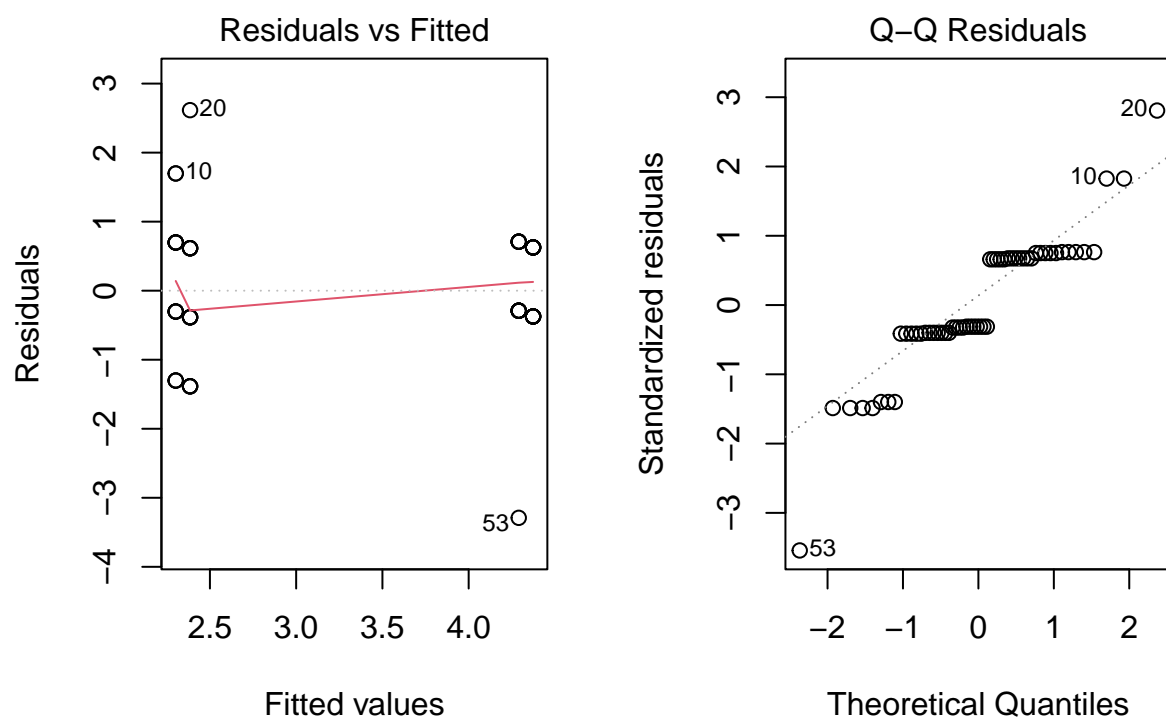 Residuals vs Fitted
3
2
1
0
−1
−2
−3
−4
Residuals
20
10
53
2.5 3.0 3.5 4.0
Fitted values
Q−Q Residuals
3
2
1
0
−1
−2
−3
Standardized residuals
20
10
53
−2 −1 0 1 2
Theoretical Quantiles